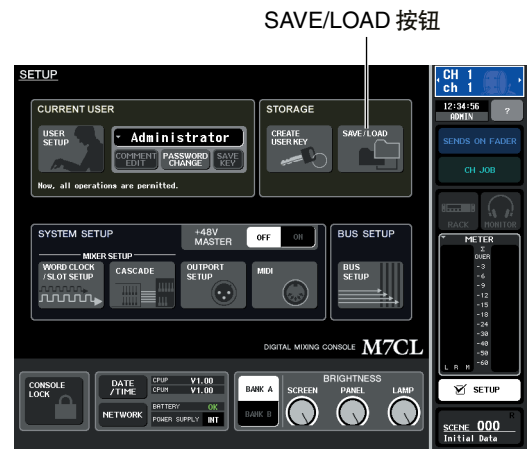 SAVE/LOAD 按钮
SETUP
CH 1
ch 1
CURRENT USER
STORAGE
12:34:56
ADMIN
?
USER SETUP
Administrator
COMMENT EDIT
PASSWORD CHANGE
SAVE KEY
Now, all operations are permitted.
CREATE USER KEY
SAVE/LOAD
SENDS ON FADER
CH JOB
RACK
MONITOR
SYSTEM SETUP
+48V MASTER
OFF
ON
BUS SETUP
MIXER SETUP
WORD CLOCK /SLOT SETUP
CASCADE
OUTPORT SETUP
MIDI
BUS SETUP
METER
Σ
OVER
-3
-6
-9
-12
-15
-18
-24
-30
-40
-50
-60
L R M
DIGITAL MIXING CONSOLE M7CL
CONSOLE LOCK
DATE /TIME
CPUP V1.00
CPUM V1.00
NETWORK
BATTERY OK
POWER SUPPLY INT
BANK A
BANK B
BRIGHTNESS
SCREEN
PANEL
LAMP
SETUP
R
SCENE 000
Initial Data